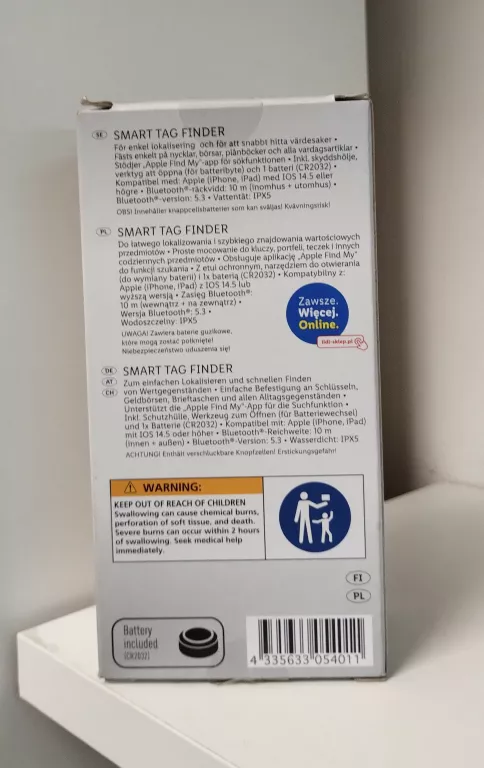 SE SMART TAG FINDER
För enkel lokalisering och för att snabbt hitta värdesaker •
Fästs enkelt på nycklar, börsar, plånböcker och alla vardagsartiklar •
Stödjer „Apple Find My"-app för sökfunktionen • Inkl. skyddshölje,
verktyg att öppna (för batteribyte) och 1 batteri (CR2032) •
Kompatibel med: Apple (iPhone, iPad) med IOS 14.5 eller
högre • Bluetooth®-räckvidd: 10 m (inomhus + utomhus) •
Bluetooth®-version: 5.3 • Vattentät: IPX5
OBS! Innehåller knappcellsbatterier som kan sväljas! Kvävningsrisk!
PL SMART TAG FINDER
Do łatwego lokalizowania i szybkiego znajdowania wartościowych
przedmiotów • Proste mocowanie do kluczy, portfeli, teczek i innych
codziennych przedmiotów • Obsługuje aplikację „Apple Find My"
do funkcji szukania • Z etui ochronnym, narzędziem do otwierania
(do wymiany baterii) i 1x baterią (CR2032) • Kompatybilny z:
Apple (iPhone, iPad) z IOS 14.5 lub
wyższą wersją • Zasięg Bluetooth®:
10 m (wewnątrz + na zewnątrz) •
Wersja Bluetooth®: 5.3 •
Wodoszczelny: IPX5
UWAGA! Zawiera baterie guzikowe,
które mogą zostać połknięte!
Niebezpieczeństwo uduszenia się!
Zawsze.
Więcej.
Online.
lidl-sklep.pl
DE SMART TAG FINDER
AT Zum einfachen Lokalisieren und schnellen Finden
CH von Wertgegenständen • Einfache Befestigung an Schlüsseln,
Geldbörsen, Brieftaschen und allen Alltagsgegenständen •
Unterstützt die „Apple Find My"-App für die Suchfunktion •
Inkl. Schutzhülle, Werkzeug zum Öffnen (für Batteriewechsel)
und 1x Batterie (CR2032) • Kompatibel mit: Apple (iPhone, iPad)
mit IOS 14.5 oder höher • Bluetooth®-Reichweite: 10 m
(innen + außen) • Bluetooth®-Version: 5.3 • Wasserdicht: IPX5
ACHTUNG! Enthält verschluckbare Knopfzellen! Erstickungsgefahr!
WARNING:
KEEP OUT OF REACH OF CHILDREN
Swallowing can cause chemical burns,
perforation of soft tissue, and death.
Severe burns can occur within 2 hours
of swallowing. Seek medical help
immediately.
FI
PL
Battery
included
(CR2032)
4 335633 054011